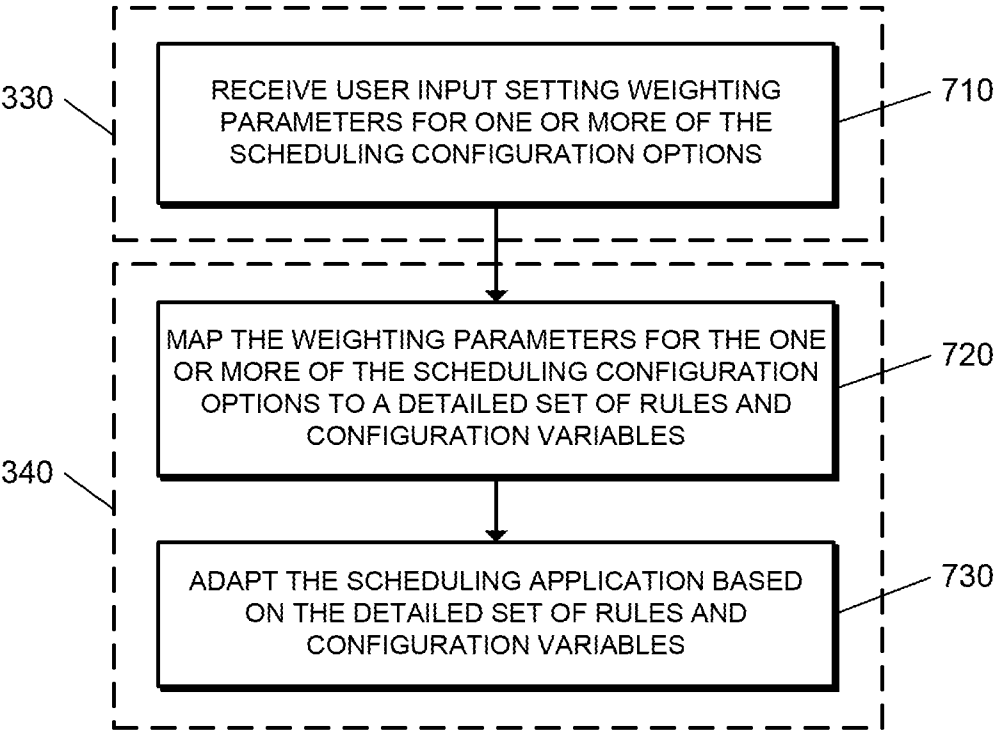 330
710
RECEIVE USER INPUT SETTING WEIGHTING
PARAMETERS FOR ONE OR MORE OF THE
SCHEDULING CONFIGURATION OPTIONS
720
MAP THE WEIGHTING PARAMETERS FOR THE ONE
OR MORE OF THE SCHEDULING CONFIGURATION
OPTIONS TO A DETAILED SET OF RULES AND
CONFIGURATION VARIABLES
340
730
ADAPT THE SCHEDULING APPLICATION BASED
ON THE DETAILED SET OF RULES AND
CONFIGURATION VARIABLES